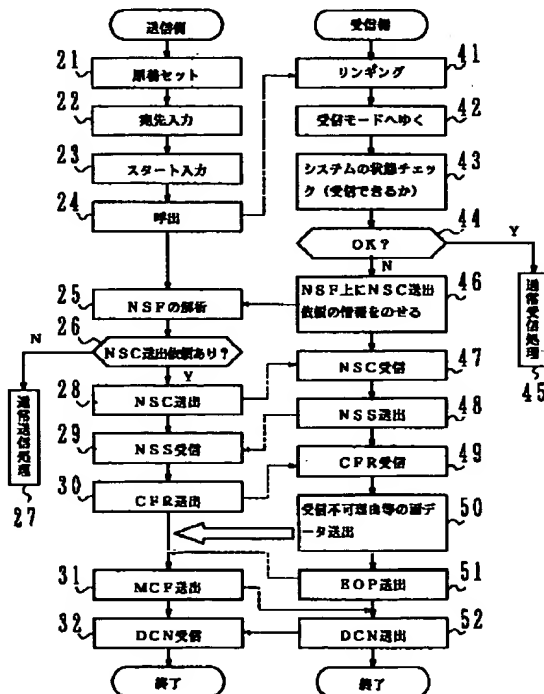 送信側
21
原稿セット
22
宛先入力
23
スタート入力
24
呼出
25
NSFの解析
26
NSC送出依頼あり?
N
Y
通常送信処理
27
28
NSC送出
29
NSS受信
30
CFR送出
31
MCF送出
32
DCN受信
終了
受信側
41
リンギング
42
受信モードへゆく
43
システムの状態チェッ
ク(受信できるか)
44
OK?
Y
N
通常受信処理
45
46
NSF上にNSC送出
依頼の情報をのせる
47
NSC受信
48
NSS送出
49
CFR受信
50
受信不可理由等の画デ
ータ送出
51
EOP送出
52
DCN送出
終了